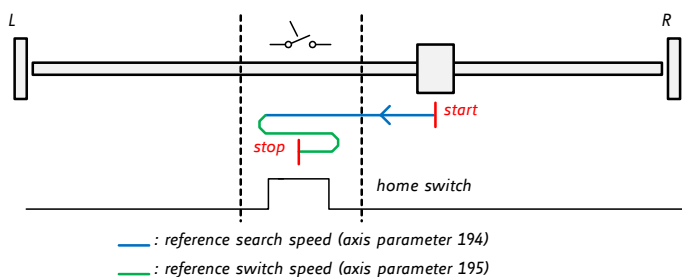 L
R
start
stop
home switch
: reference search speed (axis parameter 194)
: reference switch speed (axis parameter 195)